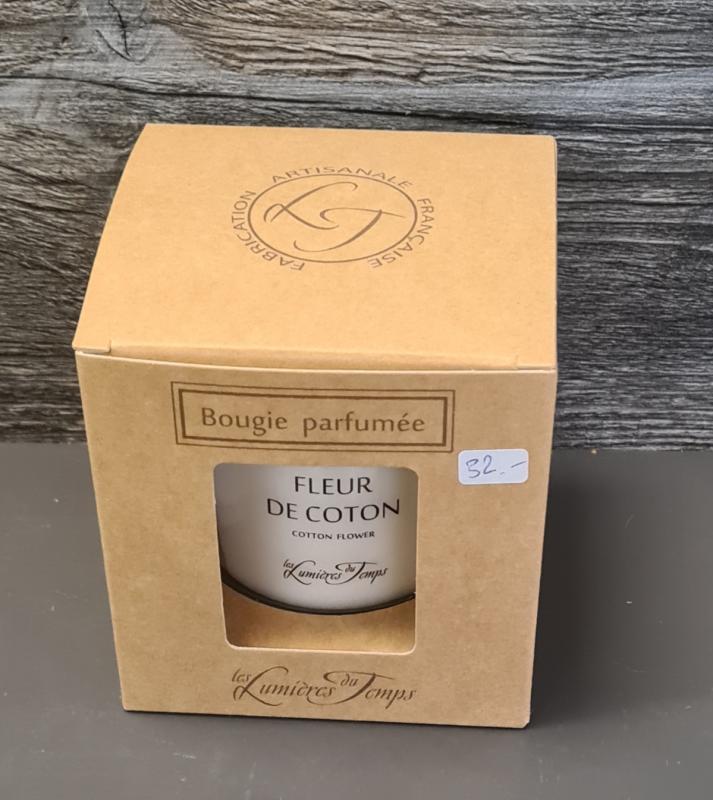 FABRICATION ARTISANALE FRANÇAISE
LT
Bougie parfumée
32.-
FLEUR
DE COTON
COTTON FLOWER
les Lumières du Temps
les Lumières du Temps